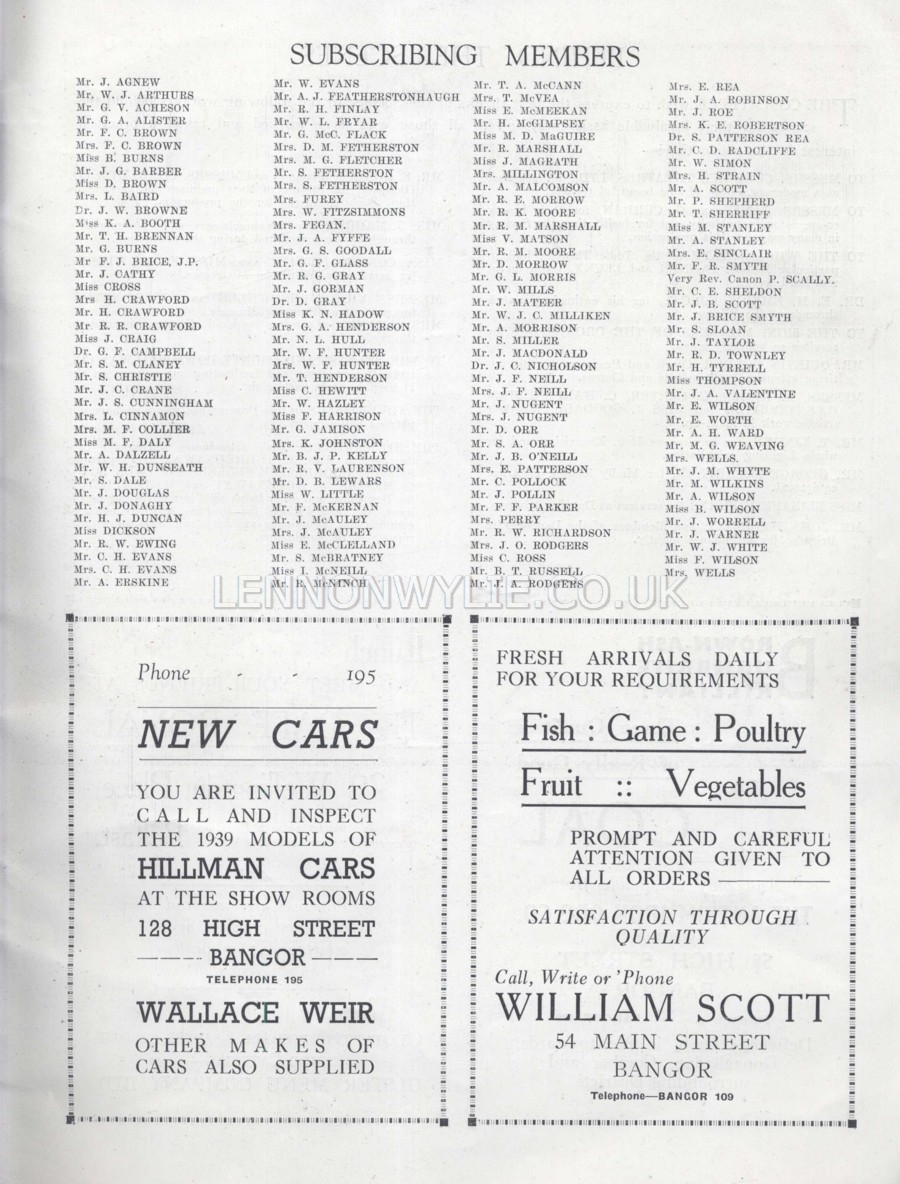 SUBSCRIBING MEMBERS
Mr. J. AGNEW
Mr. W. J. ARTHURS
Mr. G. V. ACHESON
Mr. G. A. ALISTER
Mr. F. C. BROWN
Mrs. F. C. BROWN
Miss B. BURNS
Mr. J. G. BARBER
Miss D. BROWN
Mrs. L. BAIRD
Dr. J. W. BROWNE
Miss K. A. BOOTH
Mr. T. H. BRENNAN
Mr. G. BURNS
Mr F. J. BRICE, J.P.
Mr. J. CATHY
Miss CROSS
Mrs H. CRAWFORD
Mr. H. CRAWFORD
Mr. R. R. CRAWFORD
Miss J. CRAIG
Dr. G. F. CAMPBELL
Mr. S. M. CLANEY
Mr. S. CHRISTIE
Mr. J. C. CRANE
Mr. J. S. CUNNINGHAM
Mrs. L. CINNAMON
Mrs. M. F. COLLIER
Miss M. F. DALY
Mr. A. DALZELL
Mr. W. H. DUNSEATH
Mr. S. DALE
Mr. J. DOUGLAS
Mr. J. DONAGHY
Mr. H. J. DUNCAN
Miss DICKSON
Mr. R. W. EWING
Mr. C. H. EVANS
Mrs. C. H. EVANS
Mr. A. ERSKINE
Mr. W. EVANS
Mr. A. J. FEATHERSTONHAUGH
Mr. R. H. FINLAY
Mr. W. L. FRYAR
Mr. G. McC. FLACK
Mrs. D. M. FETHERSTON
Mrs. M. G. FLETCHER
Mr. S. FETHERSTON
Mrs. S. FETHERSTON
Mrs. FUREY
Mrs. W. FITZSIMMONS
Mrs. FEGAN.
Mr. J. A. FYFFE
Mrs. G. S. GOODALL
Mr. G. F. GLASS
Mr. R. G. GRAY
Mr. J. GORMAN
Dr. D. GRAY
Miss K. N. HADOW
Mrs. G. A. HENDERSON
Mr. N. L. HULL
Mr. W. F. HUNTER
Mrs. W. F. HUNTER
Mr. T. HENDERSON
Miss C. HEWITT
Mr. W. HAZLEY
Miss F. HARRISON
Mr. G. JAMISON
Mrs. K. JOHNSTON
Mr. B. J. P. KELLY
Mr. R. V. LAURENSON
Mr. D. B. LEWARS
Miss W. LITTLE
Mr. F. McKERNAN
Mr. J. McAULEY
Mrs. J. McAULEY
Miss E. McCLELLAND
Mr. S. McBRATNEY
Miss I. McNEILL
Mr. R. McNINCH
Mr. T. A. McCANN
Mrs. T. McVEA
Miss E. McMEEKAN
Mr. H. McGIMPSEY
Miss M. D. MaGUIRE
Mr. R. MARSHALL
Miss J. MAGRATH
Mrs. MILLINGTON
Mr. A. MALCOMSON
Mr. R. E. MORROW
Mr. R. K. MOORE
Mr. R. M. MARSHALL
Miss V. MATSON
Mr. R. M. MOORE
Mr. D. MORROW
Mr. G. L. MORRIS
Mr. W. MILLS
Mr. J. MATEER
Mr. W. J. C. MILLIKEN
Mr. A. MORRISON
Mr. S. MILLER
Mr. J. MACDONALD
Dr. J. C. NICHOLSON
Mr. J. F. NEILL
Mrs. J. F. NEILL
Mr. J. NUGENT
Mrs. J. NUGENT
Mr. D. ORR
Mr. S. A. ORR
Mr. J. B. O'NEILL
Mrs, E. PATTERSON
Mr. C. POLLOCK
Mr. J. POLLIN
Mr. F. F. PARKER
Mrs. PERRY
Mr. R. W. RICHARDSON
Mrs. J. O. RODGERS
Miss C. ROSS
Mr. B. T. RUSSELL
Mr. J. A. RODGERS
Mrs. E. REA
Mr. J. A. ROBINSON
Mr. J. ROE
Mrs. K. E. ROBERTSON
Dr. S. PATTERSON REA
Mr. C. D. RADCLIFFE
Mr. W. SIMON
Mrs. H. STRAIN
Mr. A. SCOTT
Mr. P. SHEPHERD
Mr. T. SHERRIFF
Miss M. STANLEY
Mr. A. STANLEY
Mrs. E. SINCLAIR
Mr. F. R. SMYTH
Very Rev. Canon P. SCALLY.
Mr. C. E. SHELDON
Mr. J. B. SCOTT
Mr. J. BRICE SMYTH
Mr. S. SLOAN
Mr. J. TAYLOR
Mr. R. D. TOWNLEY
Mr. H. TYRRELL
Miss THOMPSON
Mr. J. A. VALENTINE
Mr. E. WILSON
Mr. E. WORTH
Mr. A. H. WARD
Mr. M. G. WEAVING
Mrs. WELLS.
Mr. J. M. WHYTE
Mr. M. WILKINS
Mr. A. WILSON
Miss B. WILSON
Mr. J. WORRELL
Mr. J. WARNER
Mr. W. J. WHITE
Miss F. WILSON
Mrs. WELLS
LENNONWYLIE.CO.UK
Phone - - 195
NEW CARS
YOU ARE INVITED TO
CALL AND INSPECT
THE 1939 MODELS OF
HILLMAN CARS
AT THE SHOW ROOMS
128 HIGH STREET
BANGOR
TELEPHONE 195
WALLACE WEIR
OTHER MAKES OF
CARS ALSO SUPPLIED
FRESH ARRIVALS DAILY
FOR YOUR REQUIREMENTS
Fish : Game : Poultry
Fruit :: Vegetables
PROMPT AND CAREFUL
ATTENTION GIVEN TO
ALL ORDERS
SATISFACTION THROUGH
QUALITY
Call, Write or 'Phone
WILLIAM SCOTT
54 MAIN STREET
BANGOR
Telephone—BANGOR 109